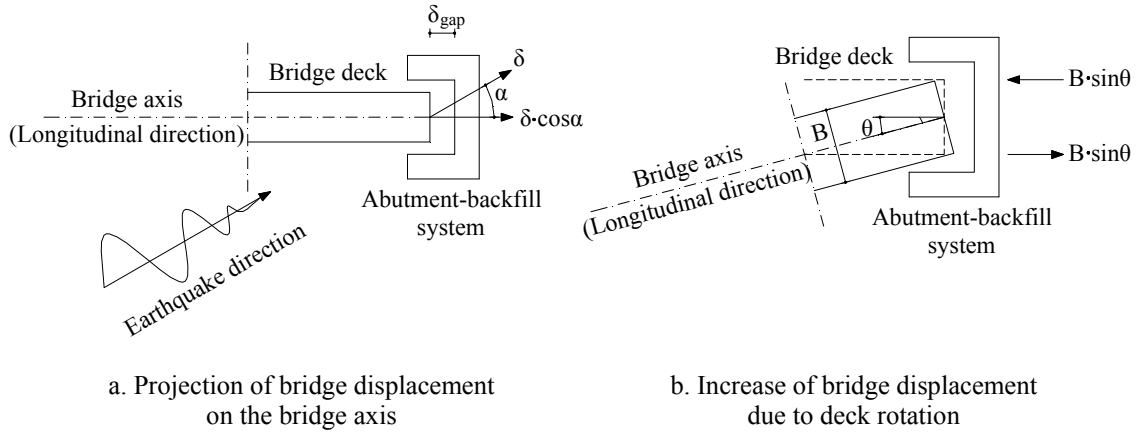 δgap
Bridge deck
δ
α
Bridge axis
(Longitudinal direction)
δ·cosα
Abutment-backfill
system
Earthquake direction
a. Projection of bridge displacement
on the bridge axis
Bridge deck
B·sinθ
B
θ
B·sinθ
Bridge axis
(Longitudinal direction)
Abutment-backfill
system
b. Increase of bridge displacement
due to deck rotation